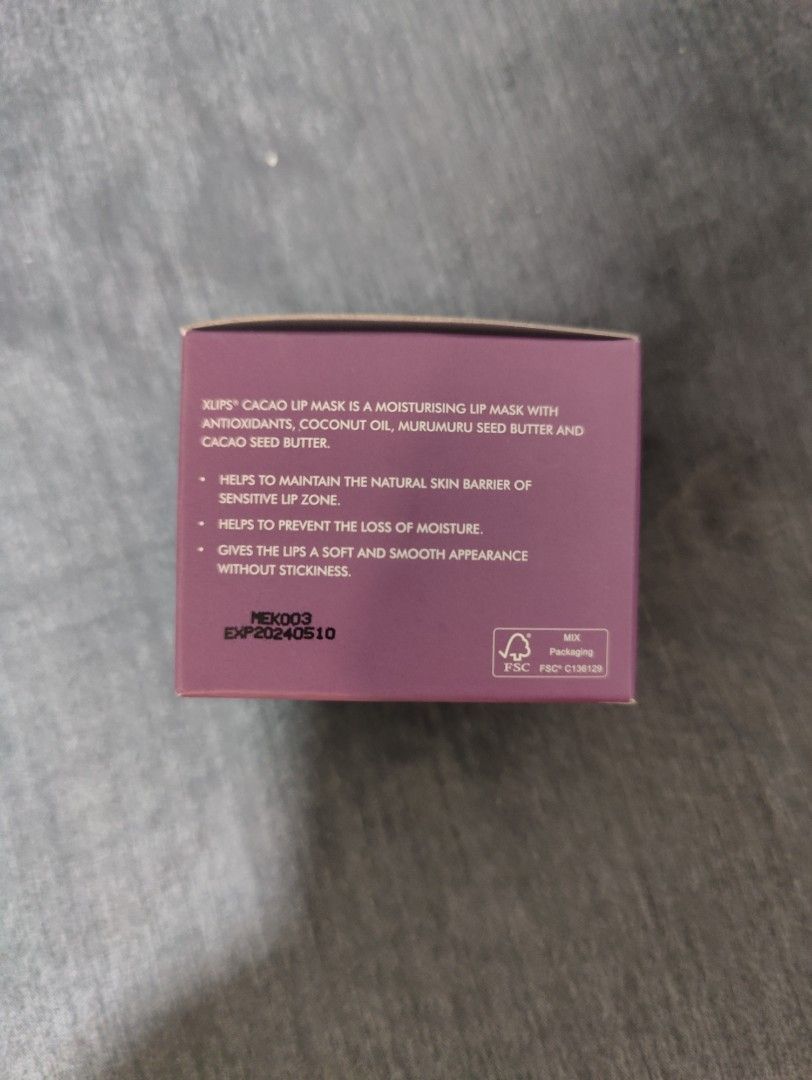 XLIPS® CACAO LIP MASK IS A MOISTURISING LIP MASK WITH
ANTIOXIDANTS, COCONUT OIL, MURUMURU SEED BUTTER AND
CACAO SEED BUTTER.
• HELPS TO MAINTAIN THE NATURAL SKIN BARRIER OF
SENSITIVE LIP ZONE.
• HELPS TO PREVENT THE LOSS OF MOISTURE.
• GIVES THE LIPS A SOFT AND SMOOTH APPEARANCE
WITHOUT STICKINESS.
MEK003
EXP20240510
FSC
MIX
Packaging
FSC® C136129